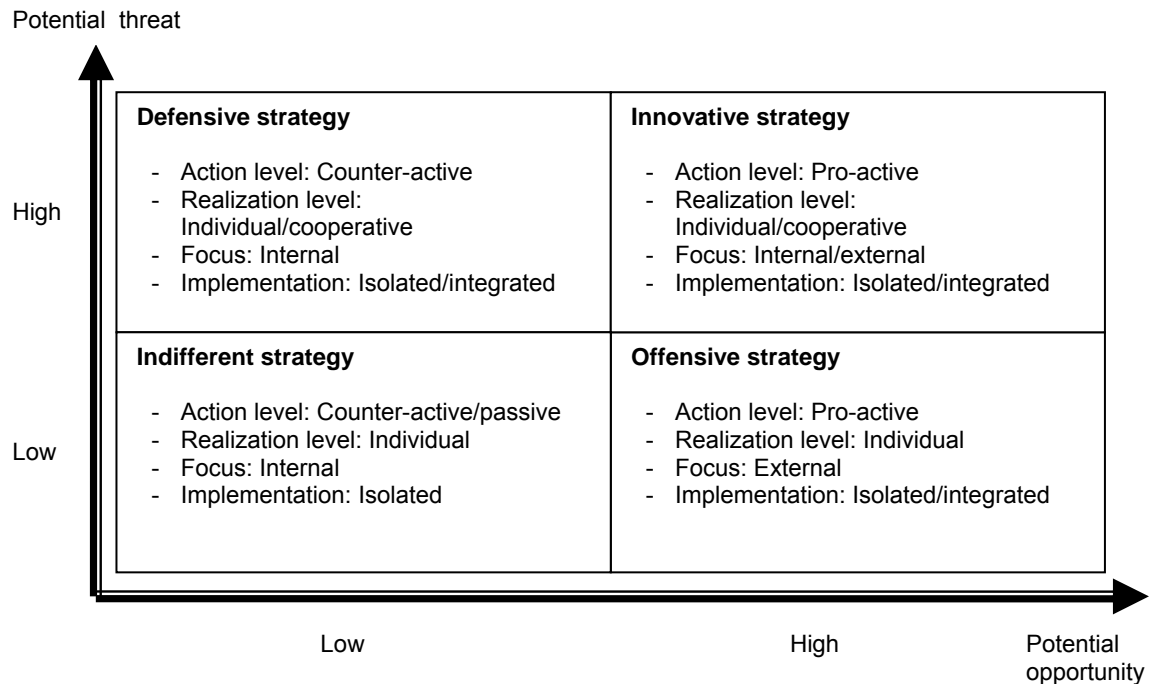 Potential threat
Defensive strategy
- Action level: Counter-active
- Realization level:
Individual/cooperative
- Focus: Internal
- Implementation: Isolated/integrated
Innovative strategy
- Action level: Pro-active
- Realization level:
Individual/cooperative
- Focus: Internal/external
- Implementation: Isolated/integrated
High
Indifferent strategy
- Action level: Counter-active/passive
- Realization level: Individual
- Focus: Internal
- Implementation: Isolated
Offensive strategy
- Action level: Pro-active
- Realization level: Individual
- Focus: External
- Implementation: Isolated/integrated
Low
Low
High
Potential
opportunity